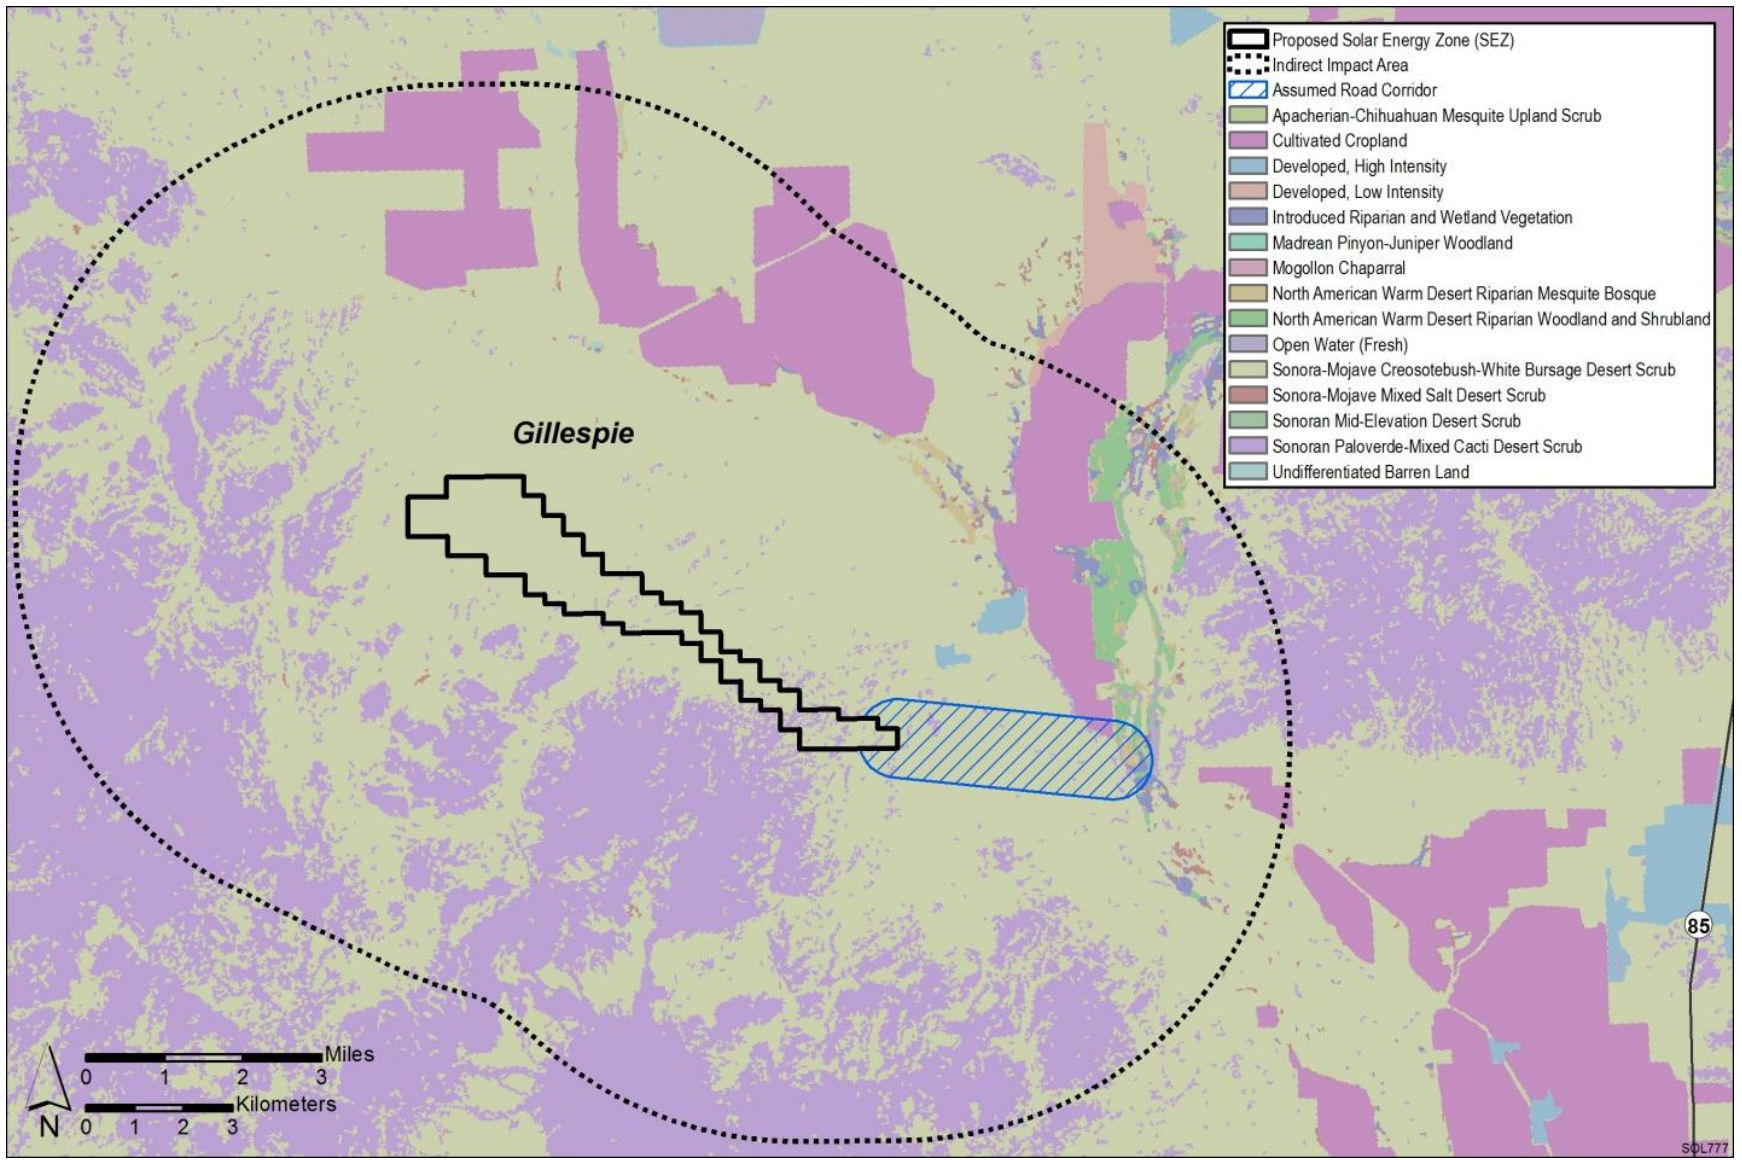 Proposed Solar Energy Zone (SEZ)
Indirect Impact Area
Assumed Road Corridor
Apacherian-Chihuahuan Mesquite Upland Scrub
Cultivated Cropland
Developed, High Intensity
Developed, Low Intensity
Introduced Riparian and Wetland Vegetation
Madrean Pinyon-Juniper Woodland
Mogollon Chaparral
North American Warm Desert Riparian Mesquite Bosque
North American Warm Desert Riparian Woodland and Shrubland
Open Water (Fresh)
Sonora-Mojave Creosotebush-White Bursage Desert Scrub
Sonora-Mojave Mixed Salt Desert Scrub
Sonoran Mid-Elevation Desert Scrub
Sonoran Paloverde-Mixed Cacti Desert Scrub
Undifferentiated Barren Land
Gillespie
85
Miles
0 1 2 3
Kilometers
0 1 2 3
N
SOL777